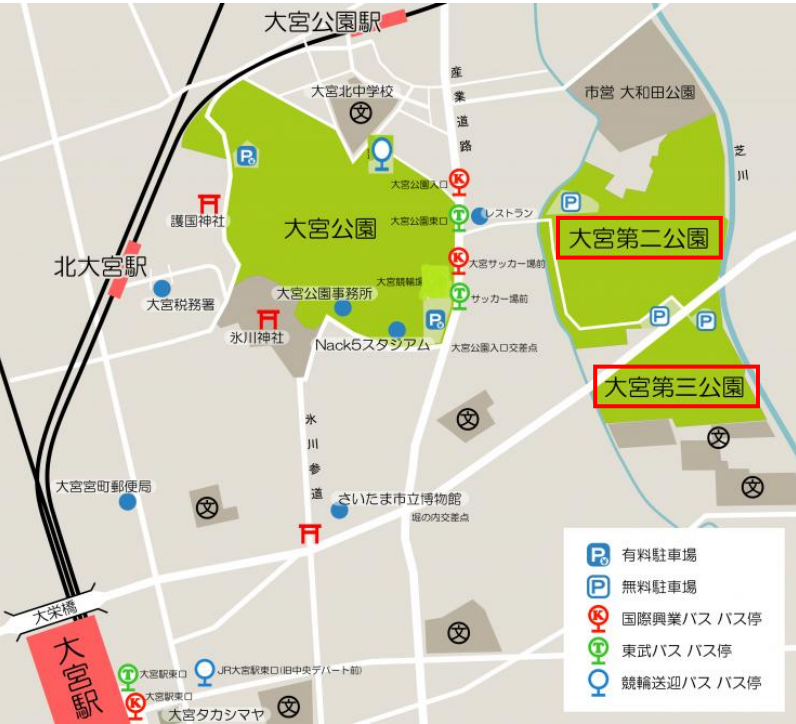 大宮公園駅
大宮北中学校
文
産業道路
市営 大和田公園
芝川
P
大宮公園入口
K
護国神社
大宮公園
大宮公園東口
T
レストラン
P
大宮第二公園
北大宮駅
K
大宮サッカー場前
大宮競輪場
大宮税務署
大宮公園事務所
T
サッカー場前
氷川神社
P
Nack5スタジアム
大宮公園入口交差点
P
P
大宮第三公園
氷川参道
文
文
文
大宮宮町郵便局
文
さいたま市立博物館
堀の内交差点
大栄橋
文
大宮駅
T
大宮駅東口
JR大宮駅東口(旧中央デパート前)
K
大宮駅東口
大宮タカシマヤ
文
P 有料駐車場
P 無料駐車場
K 国際興業バス バス停
T 東武バス バス停
競輪送迎バス バス停